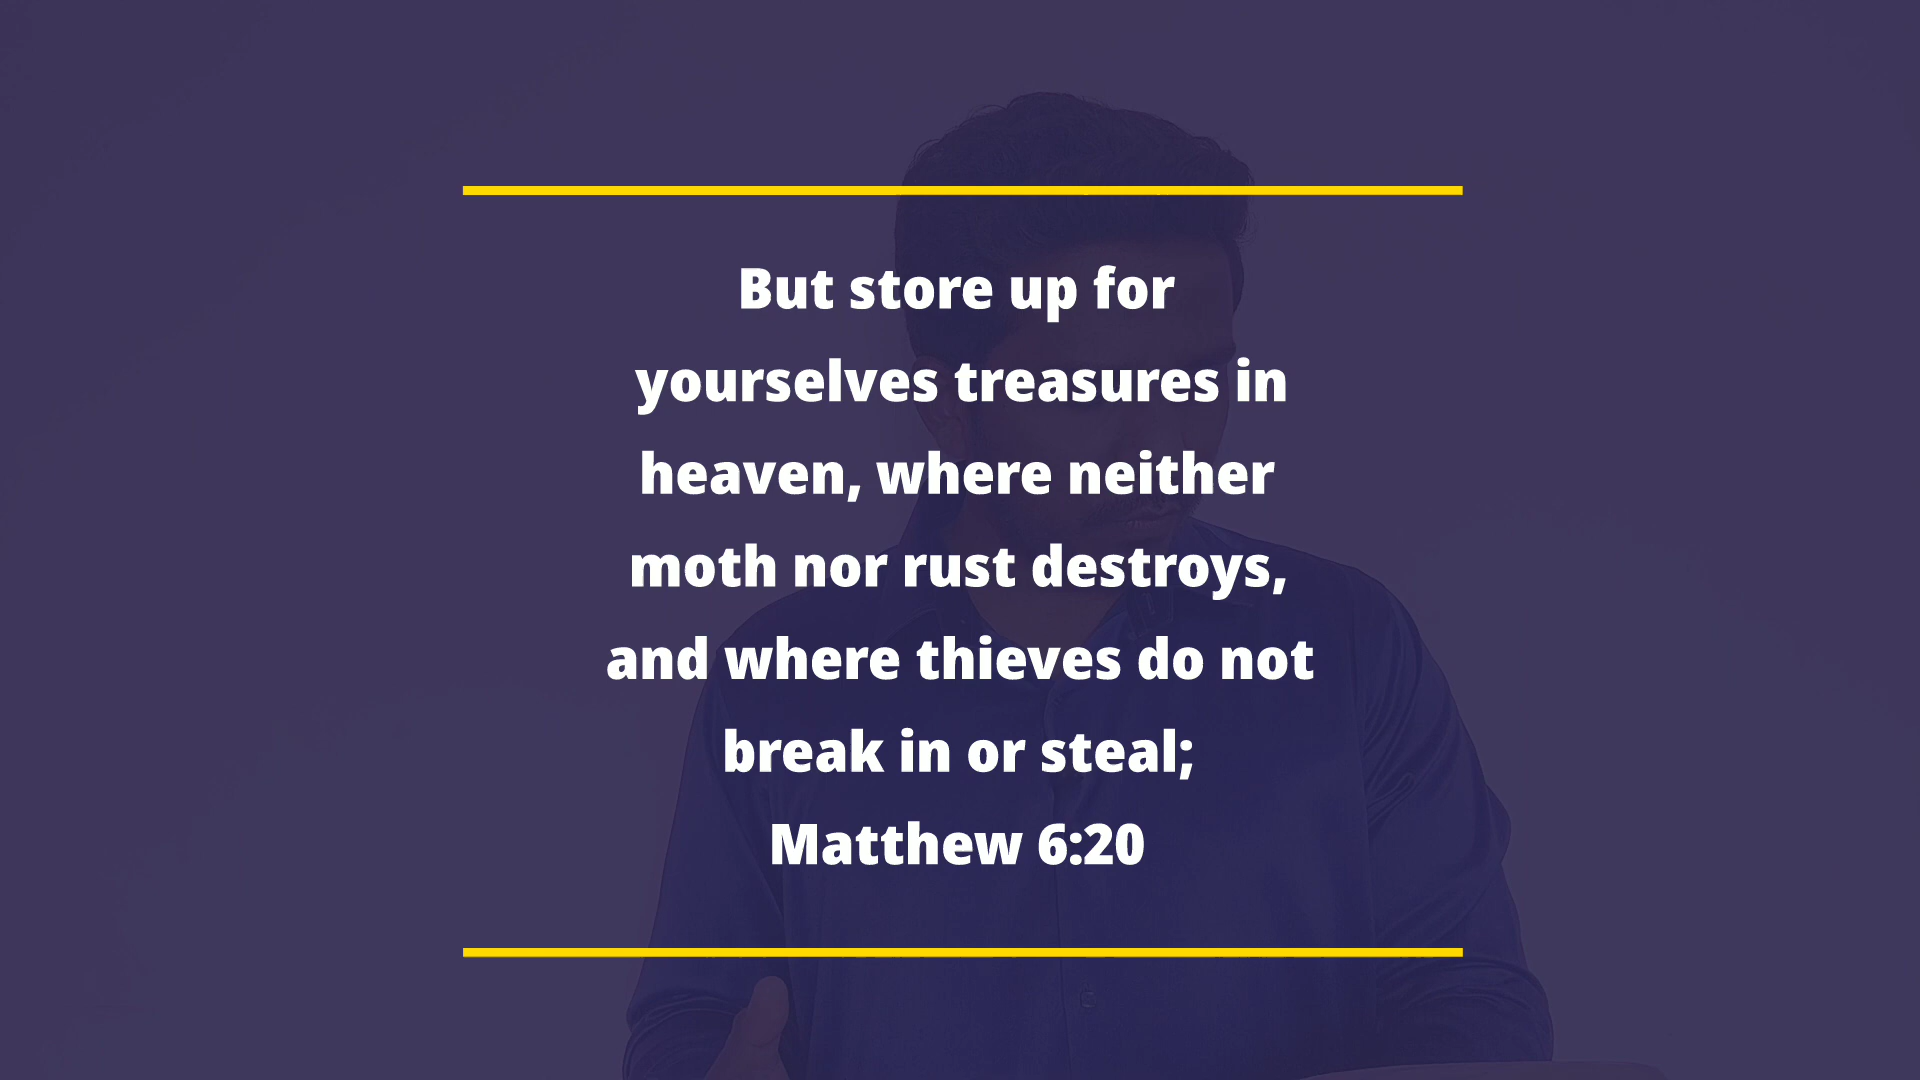 But store up for
yourselves treasures in
heaven, where neither
moth nor rust destroys,
and where thieves do not
break in or steal;
Matthew 6:20